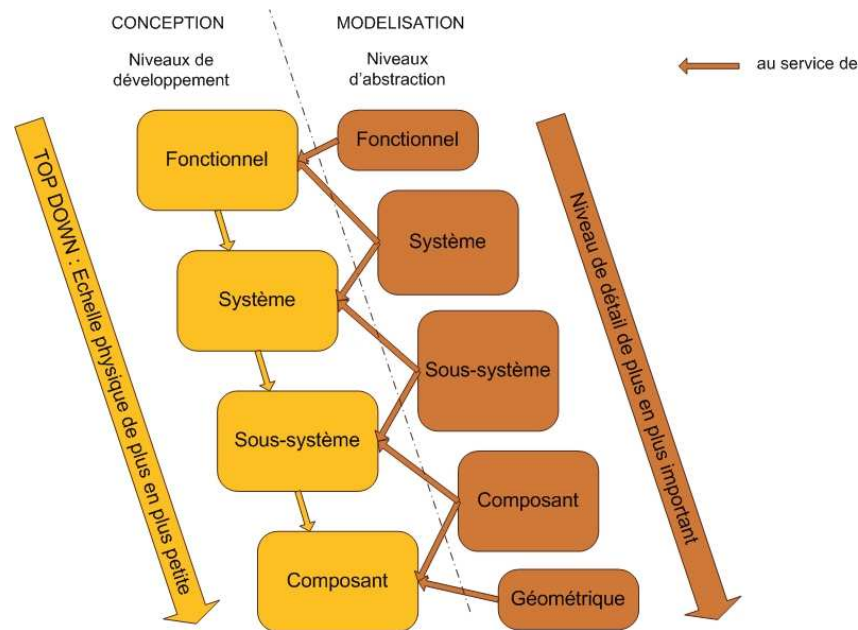 CONCEPTION
MODELISATION
Niveaux de
développement
Niveaux
d'abstraction
au service de
TOP DOWN : Echelle physique de plus en plus petite
Fonctionnel
Fonctionnel
Système
Système
Sous-système
Sous-système
Composant
Composant
Géométrique
Niveau de détail de plus en plus important